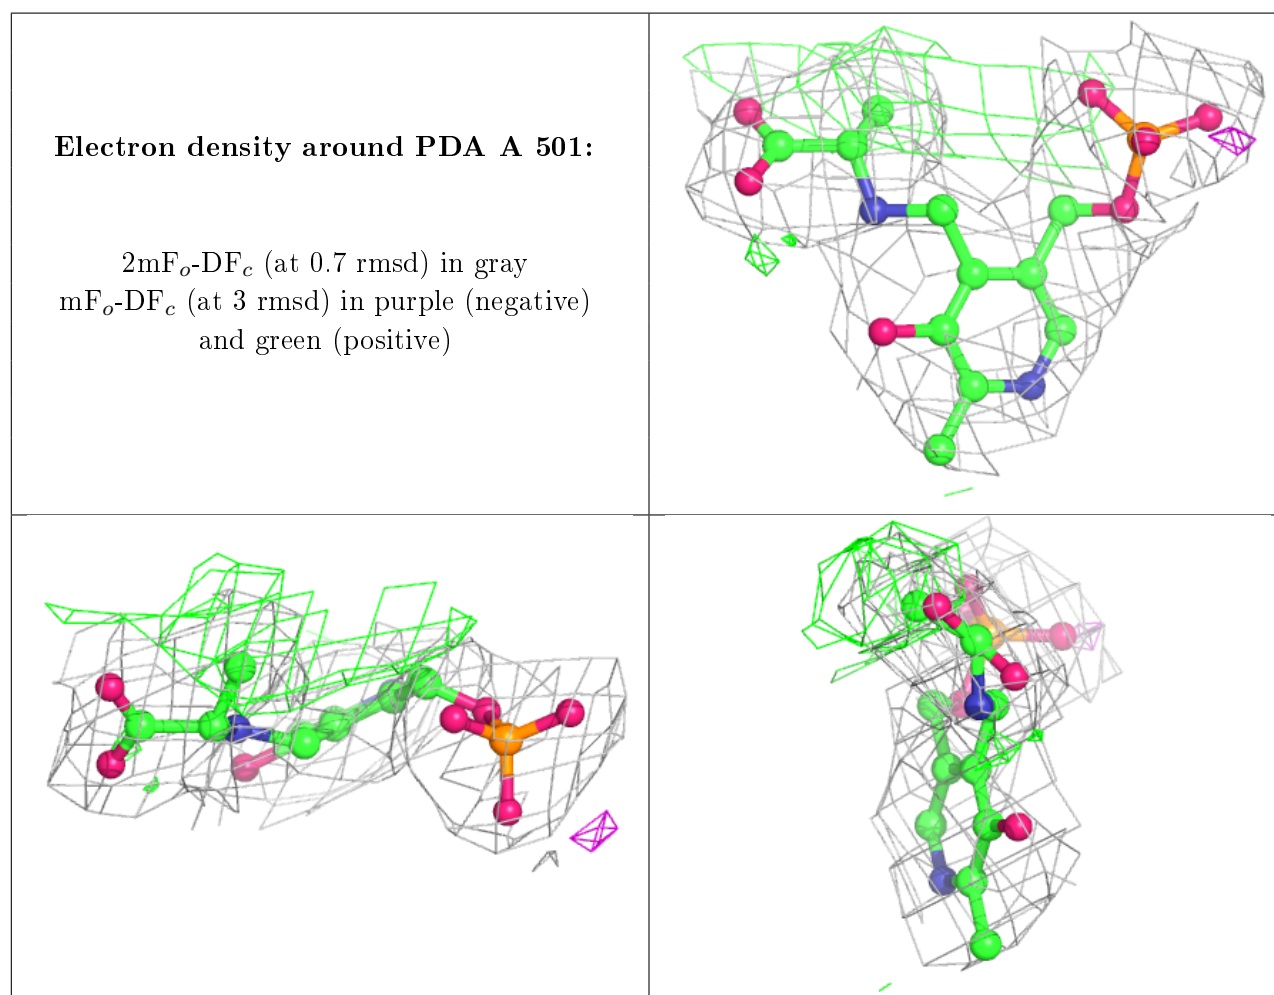 Electron density around PDA A 501:
2mFo-DFc (at 0.7 rmsd) in gray
mFo-DFc (at 3 rmsd) in purple (negative)
and green (positive)